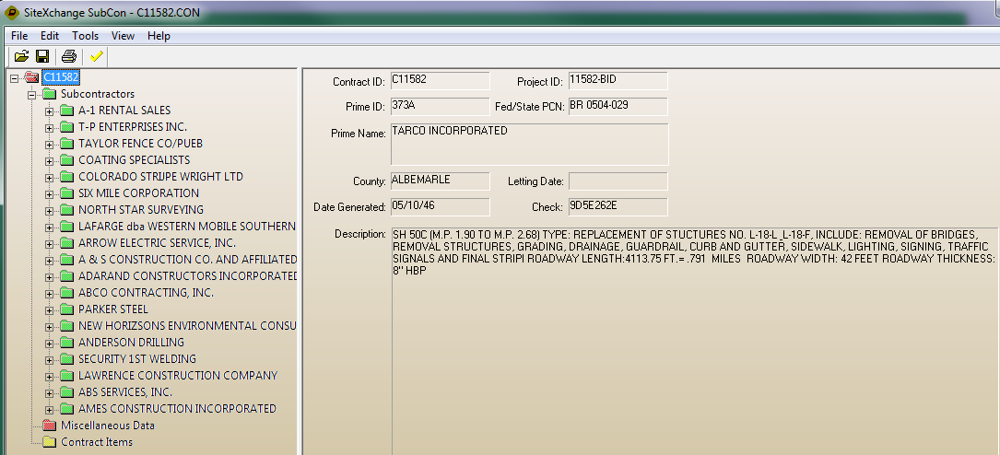 SiteXchange SubCon - C11582.CON
File Edit Tools View Help
C11582
Subcontractors
A-1 RENTAL SALES
T-P ENTERPRISES INC.
TAYLOR FENCE CO/PUEB
COATING SPECIALISTS
COLORADO STRIJPE WRIGHT LTD
SIX MILE CORPORATION
NORTH STAR SURVEYING
LAFARGE dba WESTERN MOBILE SOUTHERN
ARROW ELECTRIC SERVICE, INC.
A & S CONSTRUCTION CO. AND AFFILIATED
ADARAND CONSTRUCTORS INCORPORATED
ABCO CONTRACTING, INC.
PARKER STEEL
NEW HORIZSONS ENVIRONMENTAL CONSU
ANDERSON DRILLING
SECURITY 1ST WELDING
LAWRENCE CONSTRUCTION COMPANY
ABS SERVICES, INC.
AMES CONSTRUCTION INCORPORATED
Miscellaneous Data
Contract Items
Contract ID: C11582 Project ID: 11582-BID
Prime ID: 373A Fed/State PCN: BR 0504-029
Prime Name: TARCO INCORPORATED
County: ALBEMARLE Letting Date:
Date Generated: 05/10/46 Check: 9D5E262E
Description: SH 50C (M.P. 1.90 TO M.P. 2.68) TYPE: REPLACEMENT OF STUCTURES NO. L-18-L ,L-18-F, INCLUDE: REMOVAL OF BRIDGES,
REMOVAL STRUCTURES, GRADING, DRAINAGE, GUARDRAIL, CURB AND GUTTER, SIDEWALK, LIGHTING, SIGNING, TRAFFIC
SIGNALS AND FINAL STRIPI ROADWAY LENGTH:4113.75 FT.= .791 MILES ROADWAY WIDTH: 42 FEET ROADWAY THICKNESS:
8" HBP